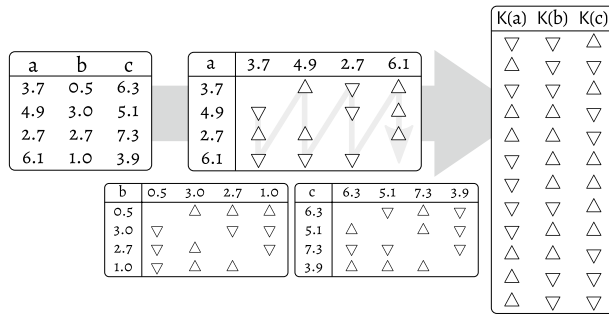 a b c
3.7 0.5 6.3
4.9 3.0 5.1
2.7 2.7 7.3
6.1 1.0 3.9
a 3.7 4.9 2.7 6.1
3.7 △ ▽ △
4.9 ▽ ▽ △
2.7 △ △ △
6.1 ▽ ▽ ▽
b 0.5 3.0 2.7 1.0
0.5 △ △ △
3.0 ▽ ▽ ▽
2.7 ▽ △ ▽
1.0 ▽ △ △
c 6.3 5.1 7.3 3.9
6.3 ▽ △ ▽
5.1 △ △ ▽
7.3 ▽ ▽ ▽
3.9 △ △ △
K(a) K(b) K(c)
▽ ▽ △
△ ▽ ▽
▽ ▽ △
△ △ ▽
△ △ ▽
▽ △ △
▽ △ △
▽ ▽ △
▽ △ △
△ △ ▽
△ ▽ ▽
△ ▽ ▽